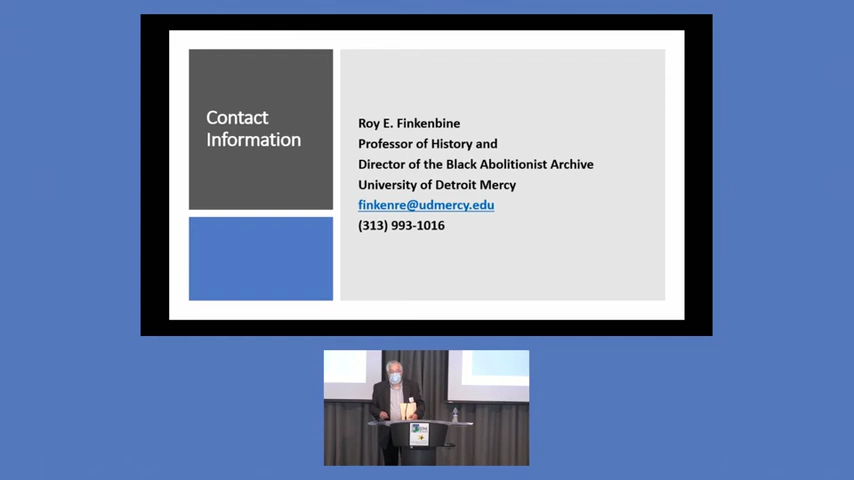 Contact
Information
Roy E. Finkenbine
Professor of History and
Director of the Black Abolitionist Archive
University of Detroit Mercy
finkenre@udmercy.edu
(313) 993-1016